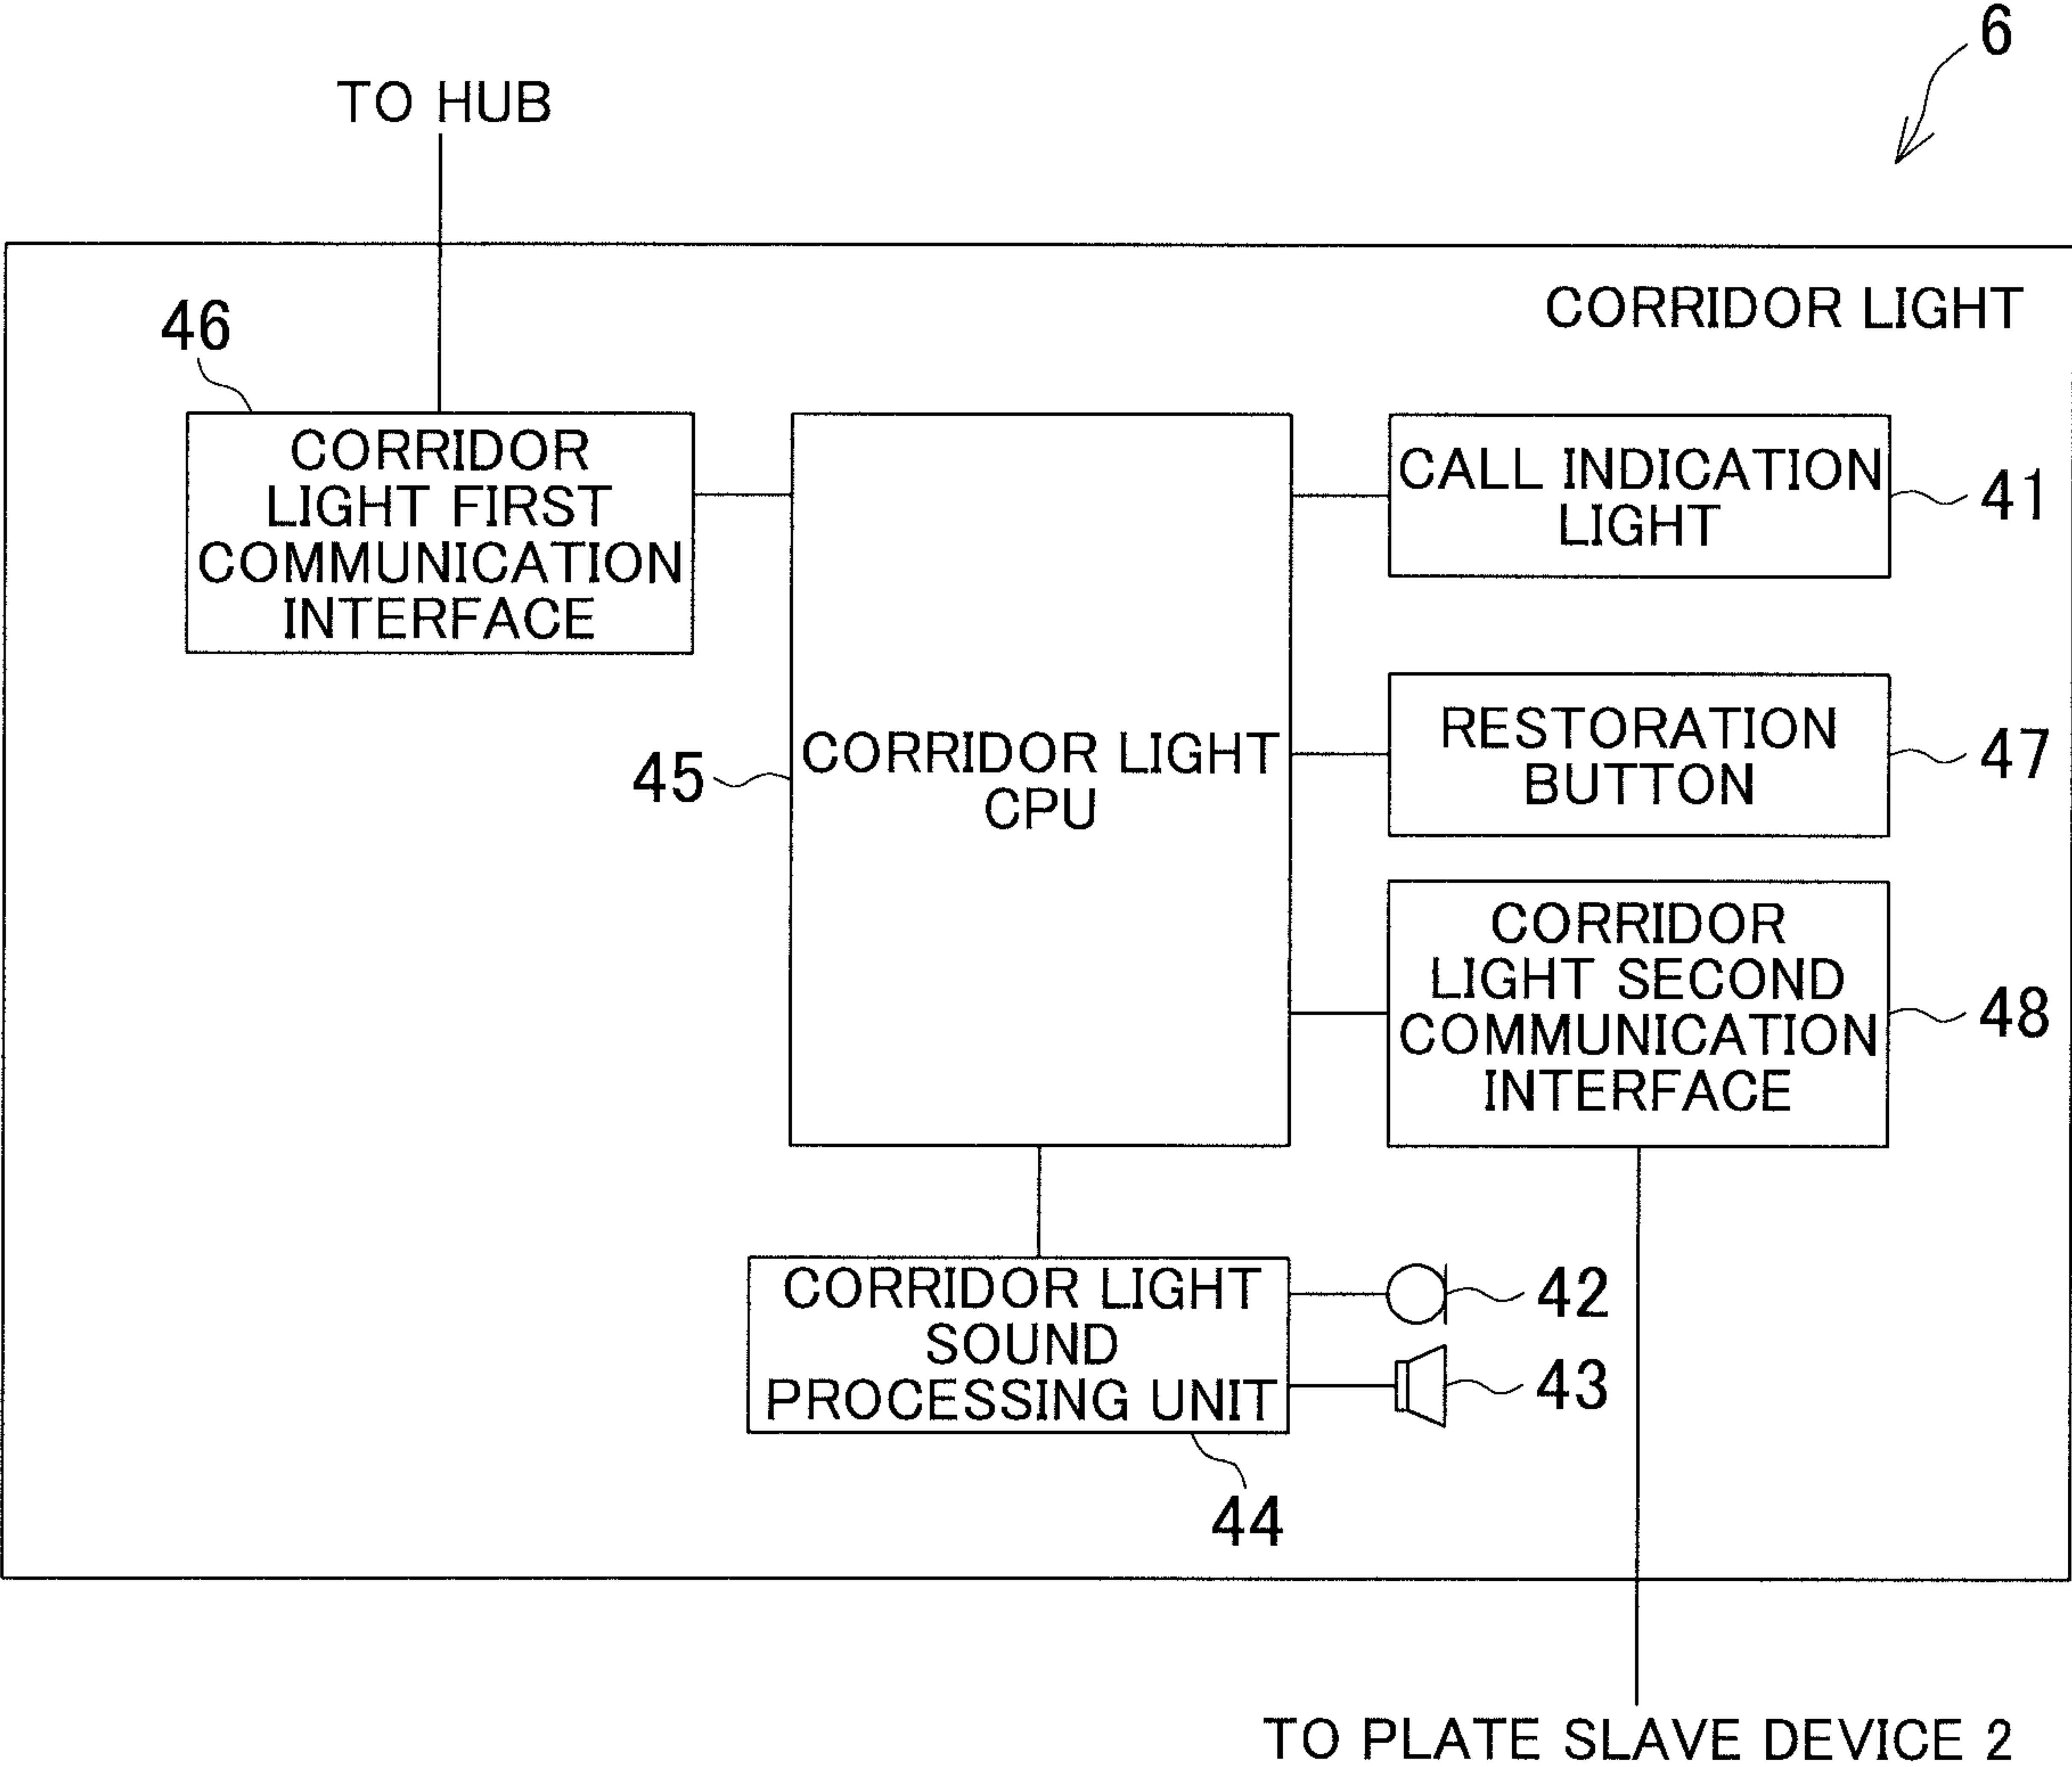 6
TO HUB
CORRIDOR LIGHT
46
CORRIDOR
LIGHT FIRST
COMMUNICATION
INTERFACE
CALL INDICATION
LIGHT
41
45
CORRIDOR LIGHT
CPU
RESTORATION
BUTTON
47
CORRIDOR
LIGHT SECOND
COMMUNICATION
INTERFACE
48
CORRIDOR LIGHT
SOUND
PROCESSING UNIT
42
43
44
TO PLATE SLAVE DEVICE 2